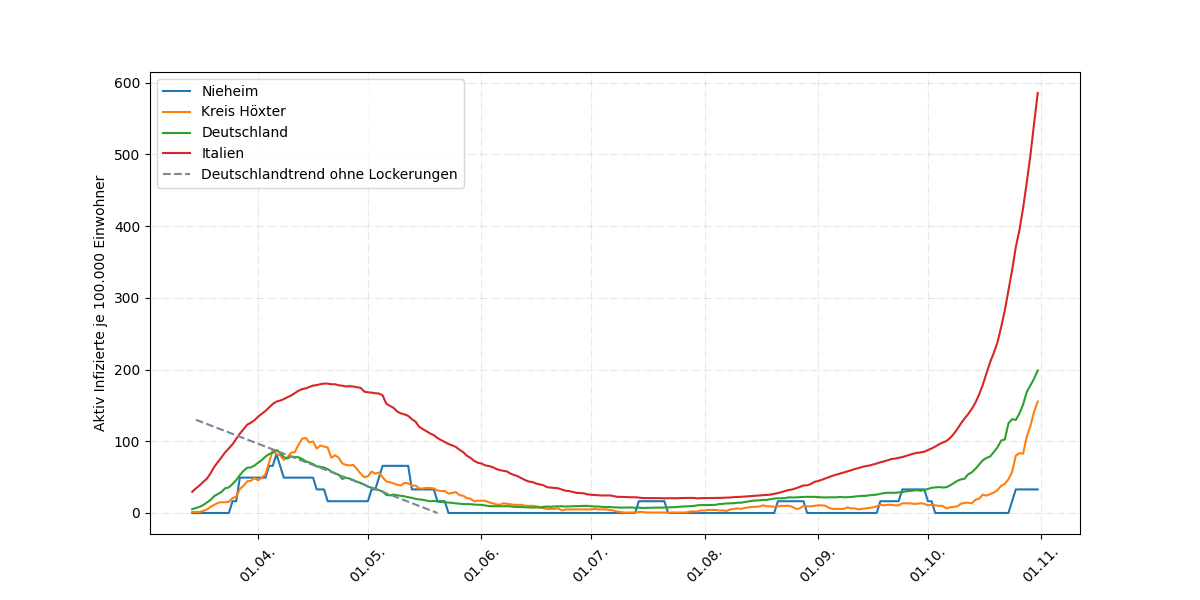 Nieheim
Kreis Höxter
Deutschland
Italien
Deutschlandtrend ohne Lockerungen
Aktiv Infizierte je 100.000 Einwohner
600
500
400
300
200
100
0
01.04.
01.05.
01.06.
01.07.
01.08.
01.09.
01.10.
01.11.